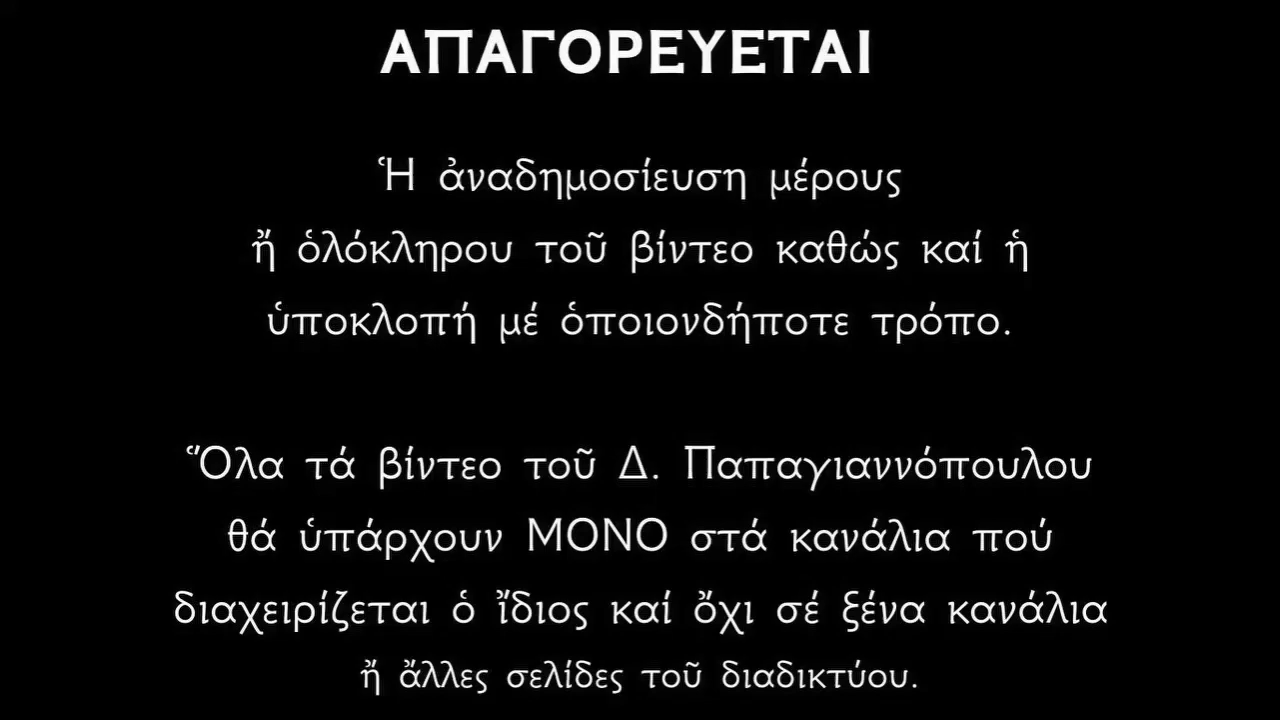 ΑΠΑΓΟΡΕΥΕΤΑΙ
Ἡ ἀναδημοσίευση μέρους
ἤ ὁλόκληρου τοῦ βίντεο καθώς καί ἡ
ὑποκλοπή μέ ὁποιονδήποτε τρόπο.
Ὅλα τά βίντεο τοῦ Δ. Παπαγιαννόπουλου
θά ὑπάρχουν ΜΟΝΟ στά κανάλια πού
διαχειρίζεται ὁ ἴδιος καί ὄχι σέ ξένα κανάλια
ἤ ἄλλες σελίδες τοῦ διαδικτύου.